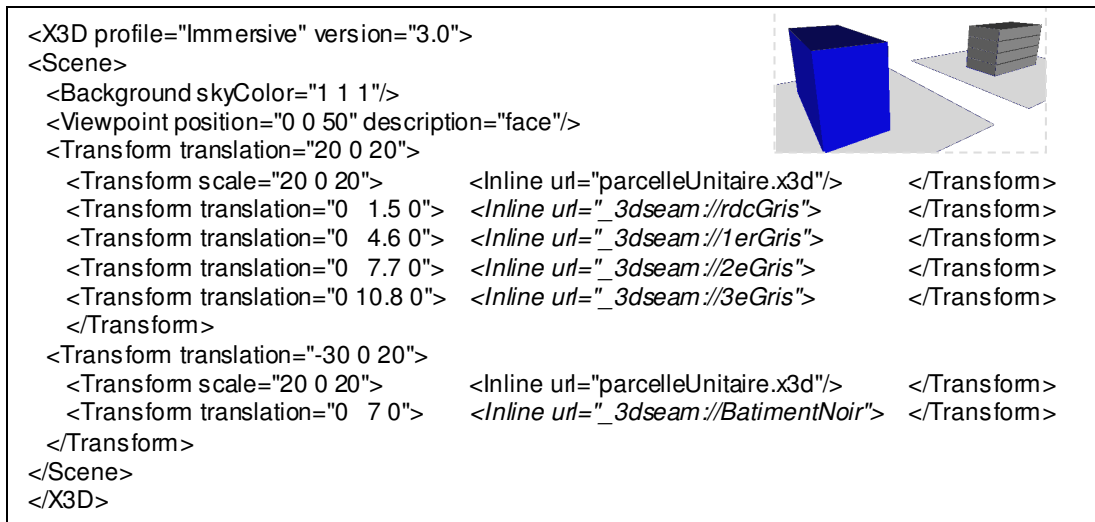 <X3D profile="Immersive" version="3.0">
<Scene>
<Background skyColor="1 1 1"/>
<Viewpoint position="0 0 50" description="face"/>
<Transform translation="20 0 20">
<Transform scale="20 0 20"> <Inline url="parcelleUnitaire.x3d"/> </Transform>
<Transform translation="0 1.5 0"> <Inline url="_3dseam://rdcGris"> </Transform>
<Transform translation="0 4.6 0"> <Inline url="_3dseam://1erGris"> </Transform>
<Transform translation="0 7.7 0"> <Inline url="_3dseam://2eGris"> </Transform>
<Transform translation="0 10.8 0"> <Inline url="_3dseam://3eGris"> </Transform>
</Transform>
<Transform translation="-30 0 20">
<Transform scale="20 0 20"> <Inline url="parcelleUnitaire.x3d"/> </Transform>
<Transform translation="0 7 0"> <Inline url="_3dseam://BatimentNoir"> </Transform>
</Transform>
</Scene>
</X3D>